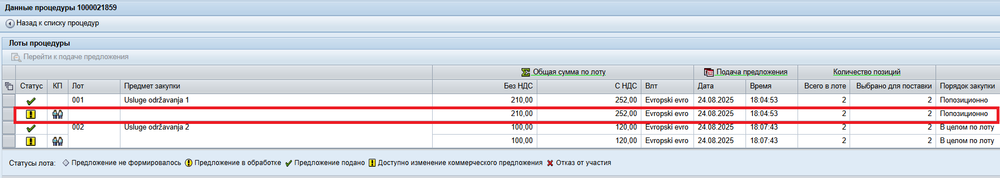 Данные процедуры 1000021859
Назад к списку процедур
Лоты процедуры
Перейти к подаче предложения
Общая сумма по лоту Подача предложения Количество позиций
Статус КП Лот Предмет закупки Без НДС С НДС Влт Дата Время Всего в лоте Выбрано для поставки Порядок закупки
001 Usluge održavanja 1 210,00 252,00 Evropski evro 24.08.2025 18:04:53 2 2 Попозиционно
210,00 252,00 Evropski evro 24.08.2025 18:04:53 2 2 Попозиционно
002 Usluge održavanja 2 100,00 120,00 Evropski evro 24.08.2025 18:07:43 2 2 В целом по лоту
100,00 120,00 Evropski evro 24.08.2025 18:07:43 2 2 В целом по лоту
Статусы лота: Предложение не формировалось Предложение в обработке Предложение подано Доступно изменение коммерческого предложения Отказ от участия